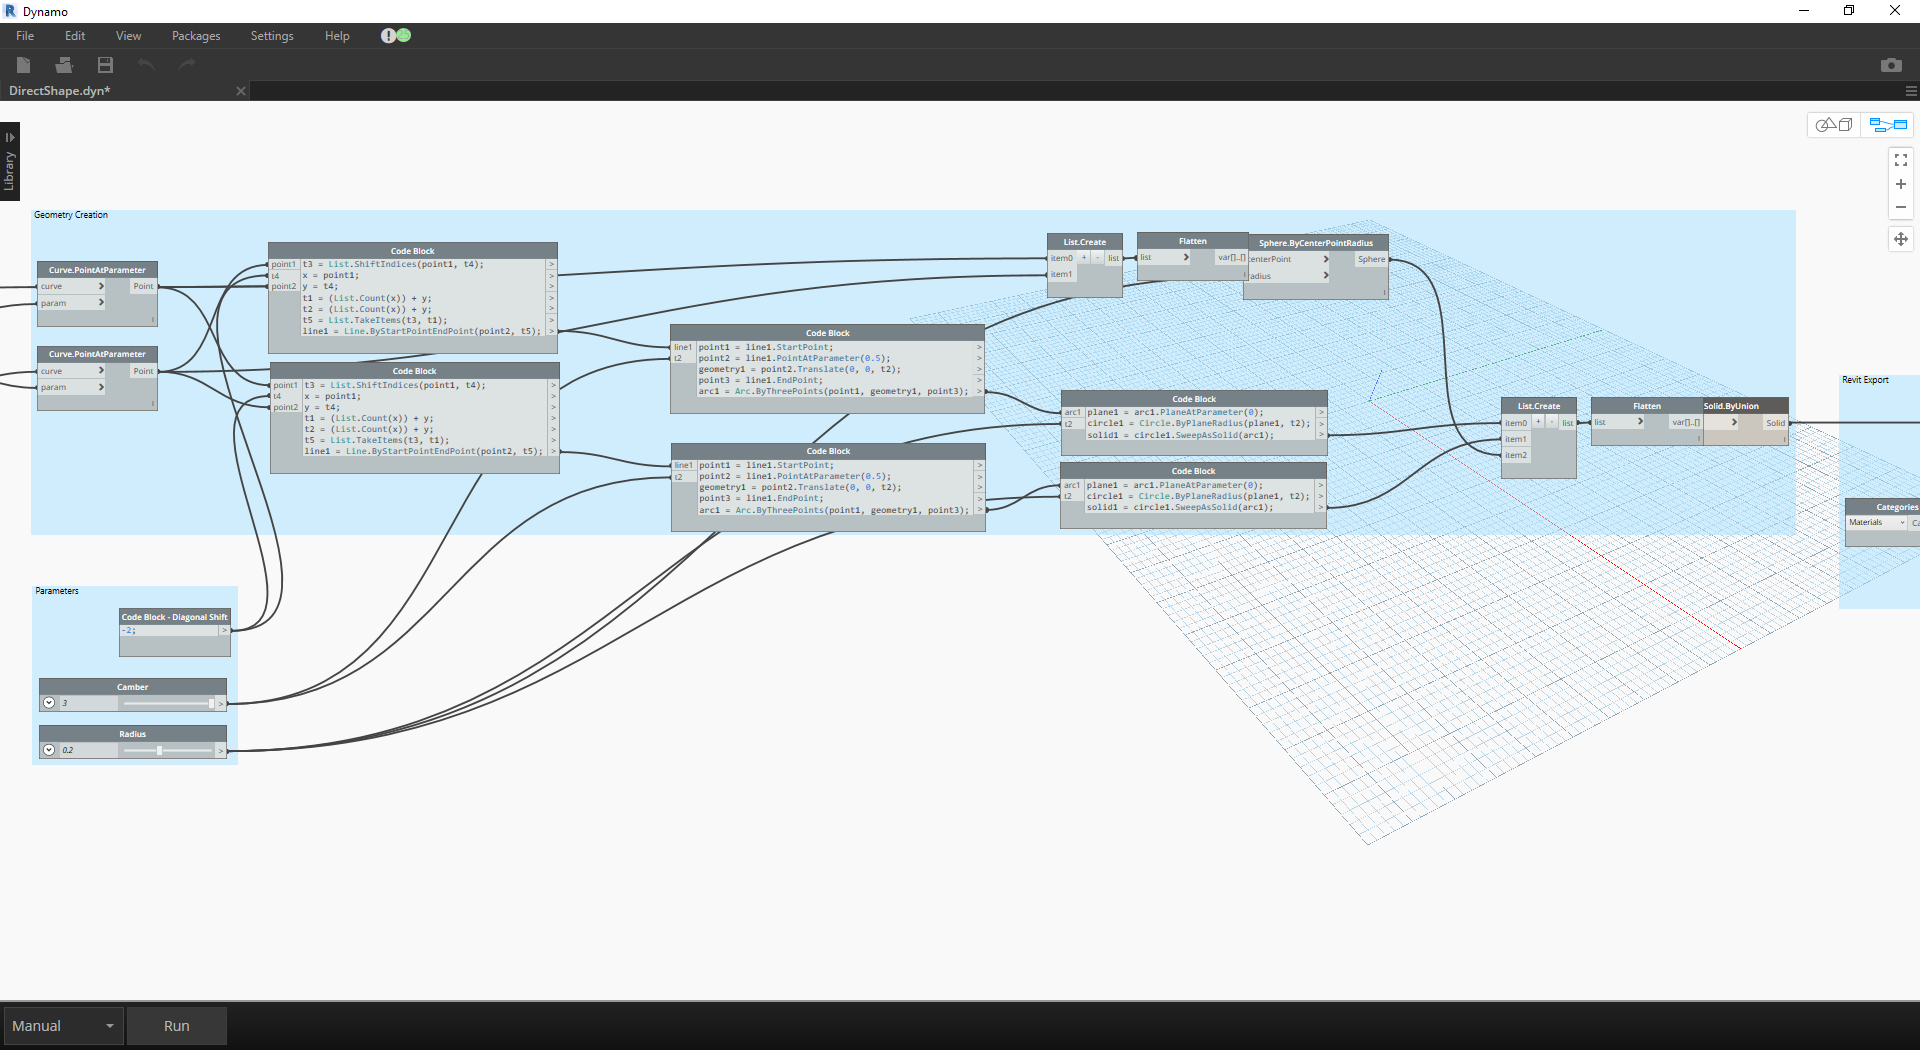 Dynamo
File Edit View Packages Settings Help
DirectShape.dyn*
Library
Geometry Creation
Curve.PointAtParameter
curve > Point
param >
Curve.PointAtParameter
curve > Point
param >
Code Block
point1 t3 = List.ShiftIndices(point1, t4); >
t4 x = point1; >
point2 y = t4; >
t1 = (List.Count(x)) + y; >
t2 = (List.Count(x)) + y; >
t5 = List.TakeItems(t3, t1); >
line1 = Line.ByStartPointEndPoint(point2, t5); >
Code Block
point1 t3 = List.ShiftIndices(point1, t4); >
t4 x = point1; >
point2 y = t4; >
t1 = (List.Count(x)) + y; >
t2 = (List.Count(x)) + y; >
t5 = List.TakeItems(t3, t1); >
line1 = Line.ByStartPointEndPoint(point2, t5); >
Code Block
line1 point1 = line1.StartPoint; >
t2 point2 = line1.PointAtParameter(0.5); >
geometry1 = point2.Translate(0, 0, t2); >
point3 = line1.EndPoint; >
arc1 = Arc.ByThreePoints(point1, geometry1, point3); >
Code Block
line1 point1 = line1.StartPoint; >
t2 point2 = line1.PointAtParameter(0.5); >
geometry1 = point2.Translate(0, 0, t2); >
point3 = line1.EndPoint; >
arc1 = Arc.ByThreePoints(point1, geometry1, point3); >
List.Create
item0 + - list
item1
Flatten
list > var[]..[]
Sphere.ByCenterPointRadius
centerPoint > Sphere
radius >
Code Block
arc1 plane1 = arc1.PlaneAtParameter(0); >
t2 circle1 = Circle.ByPlaneRadius(plane1, t2); >
solid1 = circle1.SweepAsSolid(arc1); >
Code Block
arc1 plane1 = arc1.PlaneAtParameter(0); >
t2 circle1 = Circle.ByPlaneRadius(plane1, t2); >
solid1 = circle1.SweepAsSolid(arc1); >
List.Create
item0 + - list
item1
item2
Flatten
list > var[]..[]
Solid.ByUnion
> Solid
Revit Export
Categories
Materials Ca
Parameters
Code Block - Diagonal Shift
-2; >
Camber
3 >
Radius
0.2 >
Manual Run